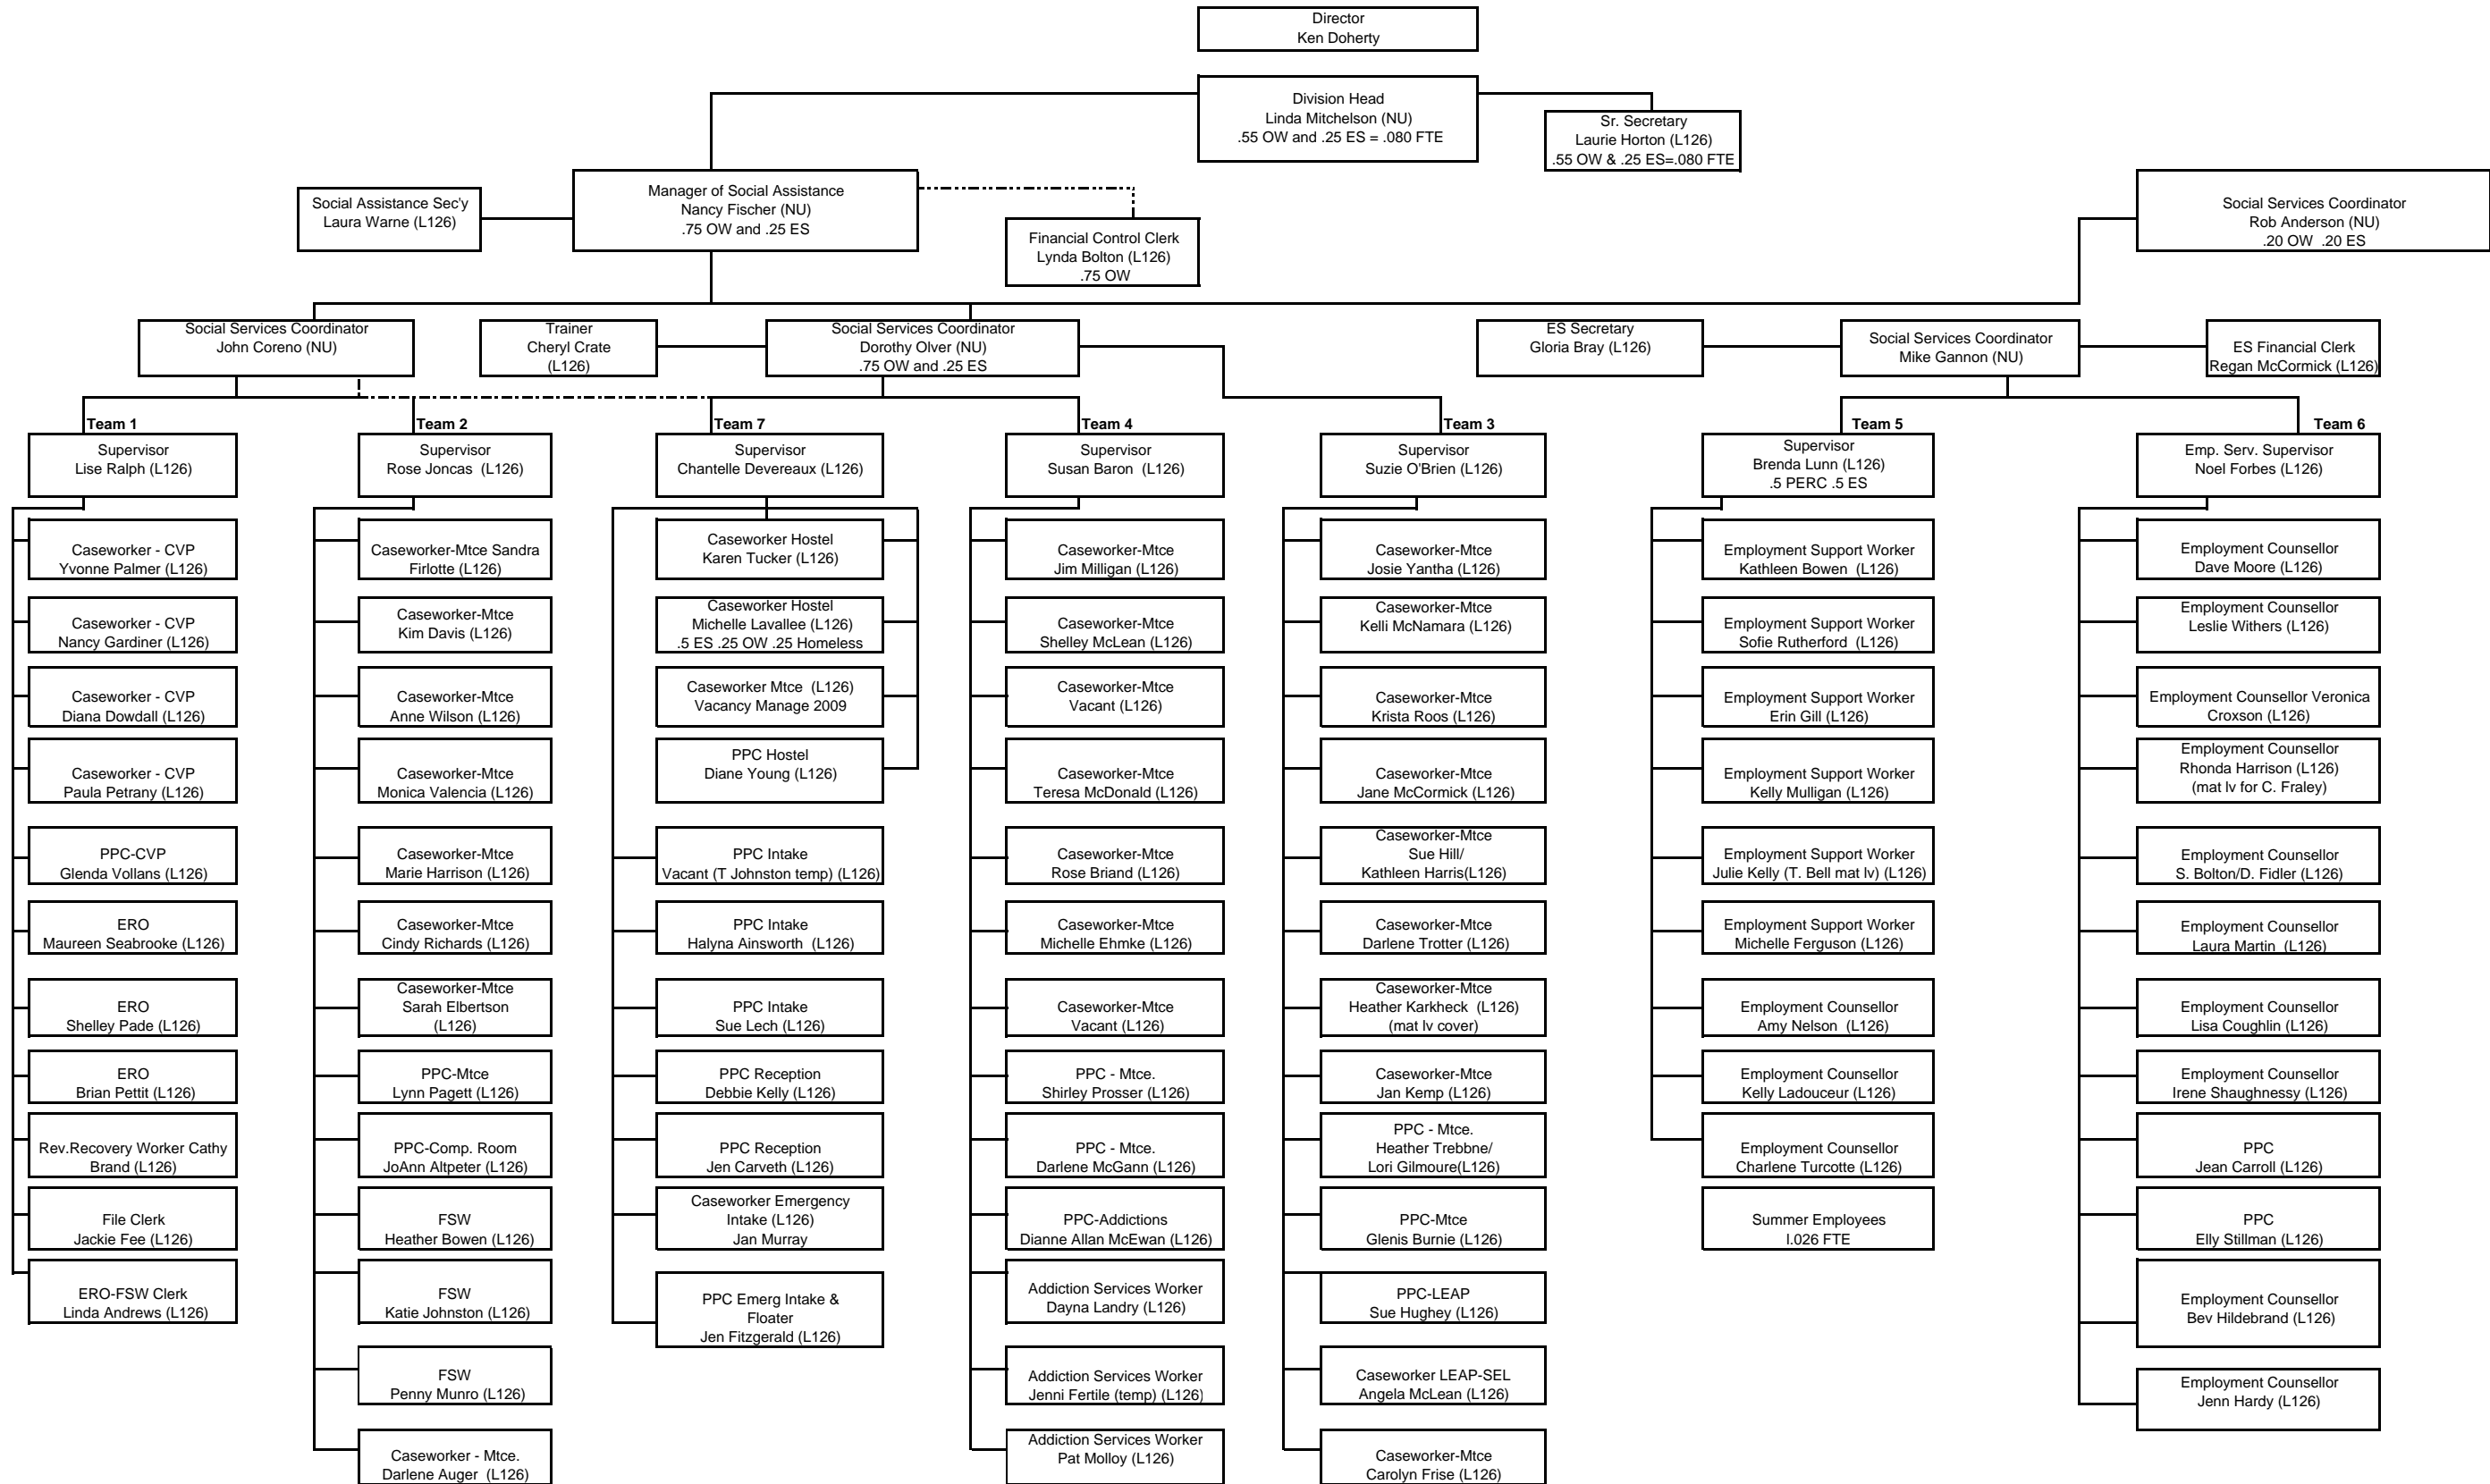 Director
Ken Doherty
Division Head
Linda Mitchelson (NU)
.55 OW and .25 ES = .080 FTE
Sr. Secretary
Laurie Horton (L126)
.55 OW & .25 ES=.080 FTE
Social Assistance Sec'y
Laura Warne (L126)
Manager of Social Assistance
Nancy Fischer (NU)
.75 OW and .25 ES
Financial Control Clerk
Lynda Bolton (L126)
.75 OW
Social Services Coordinator
Rob Anderson (NU)
.20 OW  .20 ES
Social Services Coordinator
John Coreno (NU)
Trainer
Cheryl Crate
(L126)
Social Services Coordinator
Dorothy Olver (NU)
.75 OW and .25 ES
ES Secretary
Gloria Bray (L126)
Social Services Coordinator
Mike Gannon (NU)
ES Financial Clerk
Regan McCormick (L126)
Team 1
Supervisor
Lise Ralph (L126)
Caseworker - CVP
Yvonne Palmer (L126)
Caseworker - CVP
Nancy Gardiner (L126)
Caseworker - CVP
Diana Dowdall (L126)
Caseworker - CVP
Paula Petrany (L126)
PPC-CVP
Glenda Vollans (L126)
ERO
Maureen Seabrooke (L126)
ERO
Shelley Pade (L126)
ERO
Brian Pettit (L126)
Rev.Recovery Worker Cathy
Brand (L126)
File Clerk
Jackie Fee (L126)
ERO-FSW Clerk
Linda Andrews (L126)
Team 2
Supervisor
Rose Joncas  (L126)
Caseworker-Mtce Sandra
Firlotte (L126)
Caseworker-Mtce
Kim Davis (L126)
Caseworker-Mtce
Anne Wilson (L126)
Caseworker-Mtce
Monica Valencia (L126)
Caseworker-Mtce
Marie Harrison (L126)
Caseworker-Mtce
Cindy Richards (L126)
Caseworker-Mtce
Sarah Elbertson
(L126)
PPC-Mtce
Lynn Pagett (L126)
PPC-Comp. Room
JoAnn Altpeter (L126)
FSW
Heather Bowen (L126)
FSW
Katie Johnston (L126)
FSW
Penny Munro (L126)
Caseworker - Mtce.
Darlene Auger  (L126)
Team 7
Supervisor
Chantelle Devereaux (L126)
Caseworker Hostel
Karen Tucker (L126)
Caseworker Hostel
Michelle Lavallee (L126)
.5 ES .25 OW .25 Homeless
Caseworker Mtce  (L126)
Vacancy Manage 2009
PPC Hostel
Diane Young (L126)
PPC Intake
Vacant (T Johnston temp) (L126)
PPC Intake
Halyna Ainsworth  (L126)
PPC Intake
Sue Lech (L126)
PPC Reception
Debbie Kelly (L126)
PPC Reception
Jen Carveth (L126)
Caseworker Emergency
Intake (L126)
Jan Murray
PPC Emerg Intake &
Floater
Jen Fitzgerald (L126)
Team 4
Supervisor
Susan Baron  (L126)
Caseworker-Mtce
Jim Milligan (L126)
Caseworker-Mtce
Shelley McLean (L126)
Caseworker-Mtce
Vacant (L126)
Caseworker-Mtce
Teresa McDonald (L126)
Caseworker-Mtce
Rose Briand (L126)
Caseworker-Mtce
Michelle Ehmke (L126)
Caseworker-Mtce
Vacant (L126)
PPC - Mtce.
Shirley Prosser (L126)
PPC - Mtce.
Darlene McGann (L126)
PPC-Addictions
Dianne Allan McEwan (L126)
Addiction Services Worker
Dayna Landry (L126)
Addiction Services Worker
Jenni Fertile (temp) (L126)
Addiction Services Worker
Pat Molloy (L126)
Team 3
Supervisor
Suzie O'Brien (L126)
Caseworker-Mtce
Josie Yantha (L126)
Caseworker-Mtce
Kelli McNamara (L126)
Caseworker-Mtce
Krista Roos (L126)
Caseworker-Mtce
Jane McCormick (L126)
Caseworker-Mtce
Sue Hill/
Kathleen Harris(L126)
Caseworker-Mtce
Darlene Trotter (L126)
Caseworker-Mtce
Heather Karkheck  (L126)
(mat lv cover)
Caseworker-Mtce
Jan Kemp (L126)
PPC - Mtce.
Heather Trebbne/
Lori Gilmoure(L126)
PPC-Mtce
Glenis Burnie (L126)
PPC-LEAP
Sue Hughey (L126)
Caseworker LEAP-SEL
Angela McLean (L126)
Caseworker-Mtce
Carolyn Frise (L126)
Team 5
Supervisor
Brenda Lunn (L126)
.5 PERC .5 ES
Employment Support Worker
Kathleen Bowen  (L126)
Employment Support Worker
Sofie Rutherford  (L126)
Employment Support Worker
Erin Gill (L126)
Employment Support Worker
Kelly Mulligan (L126)
Employment Support Worker
Julie Kelly (T. Bell mat lv) (L126)
Employment Support Worker
Michelle Ferguson (L126)
Employment Counsellor
Amy Nelson  (L126)
Employment Counsellor
Kelly Ladouceur (L126)
Employment Counsellor
Charlene Turcotte (L126)
Summer Employees
l.026 FTE
Team 6
Emp. Serv. Supervisor
Noel Forbes (L126)
Employment Counsellor
Dave Moore (L126)
Employment Counsellor
Leslie Withers (L126)
Employment Counsellor Veronica
Croxson (L126)
Employment Counsellor
Rhonda Harrison (L126)
(mat lv for C. Fraley)
Employment Counsellor
S. Bolton/D. Fidler (L126)
Employment Counsellor
Laura Martin  (L126)
Employment Counsellor
Lisa Coughlin (L126)
Employment Counsellor
Irene Shaughnessy (L126)
PPC
Jean Carroll (L126)
PPC
Elly Stillman (L126)
Employment Counsellor
Bev Hildebrand (L126)
Employment Counsellor
Jenn Hardy (L126)